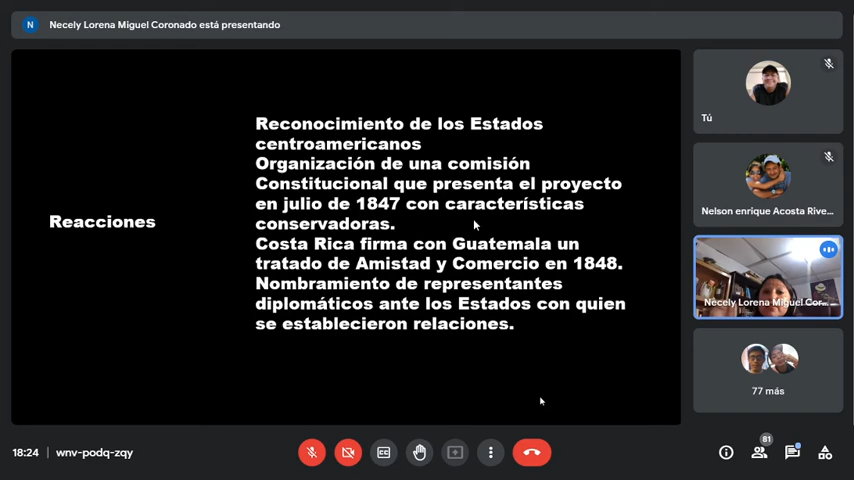 N Necely Lorena Miguel Coronado está presentando
Reacciones
Reconocimiento de los Estados
centroamericanos
Organización de una comisión
Constitucional que presenta el proyecto
en julio de 1847 con características
conservadoras.
Costa Rica firma con Guatemala un
tratado de Amistad y Comercio en 1848.
Nombramiento de representantes
diplomáticos ante los Estados con quien
se establecieron relaciones.
Tú
Nelson enrique Acosta Rive...
Necely Lorena Miguel Cor...
77 más
18:24 | wnv-podq-zqy
81